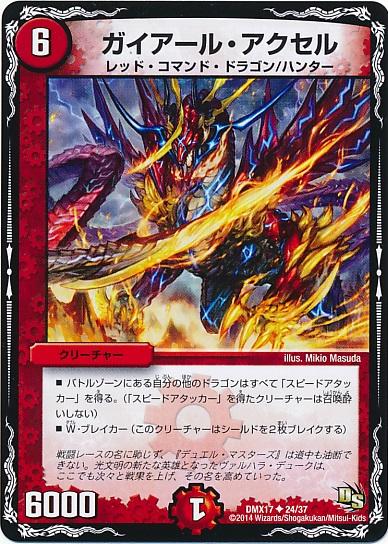 6
ガイアール・アクセル
レッド・コマンド・ドラゴン/ハンター
クリーチャー
illus. Mikio Masuda
■ バトルゾーンにある自分の他のドラゴンはすべて「スピードアタッ
カー」を得る。(「スピードアタッカー」を得たクリーチャーは召喚酔
いしない)
■ W・ブレイカー(このクリーチャーはシールドを2枚ブレイクする)
戦闘レースの名に恥じず、『デュエル・マスターズ』は道中も油断で
きない。光文明の新たな英雄となったヴァルハラ・デュークは、
ここでも次々と戦果を上げ、その名を高めていった。
6000
1
DMX17 ◆ 24/37
©2014 Wizards/Shogakukan/Mitsui-Kids
DS